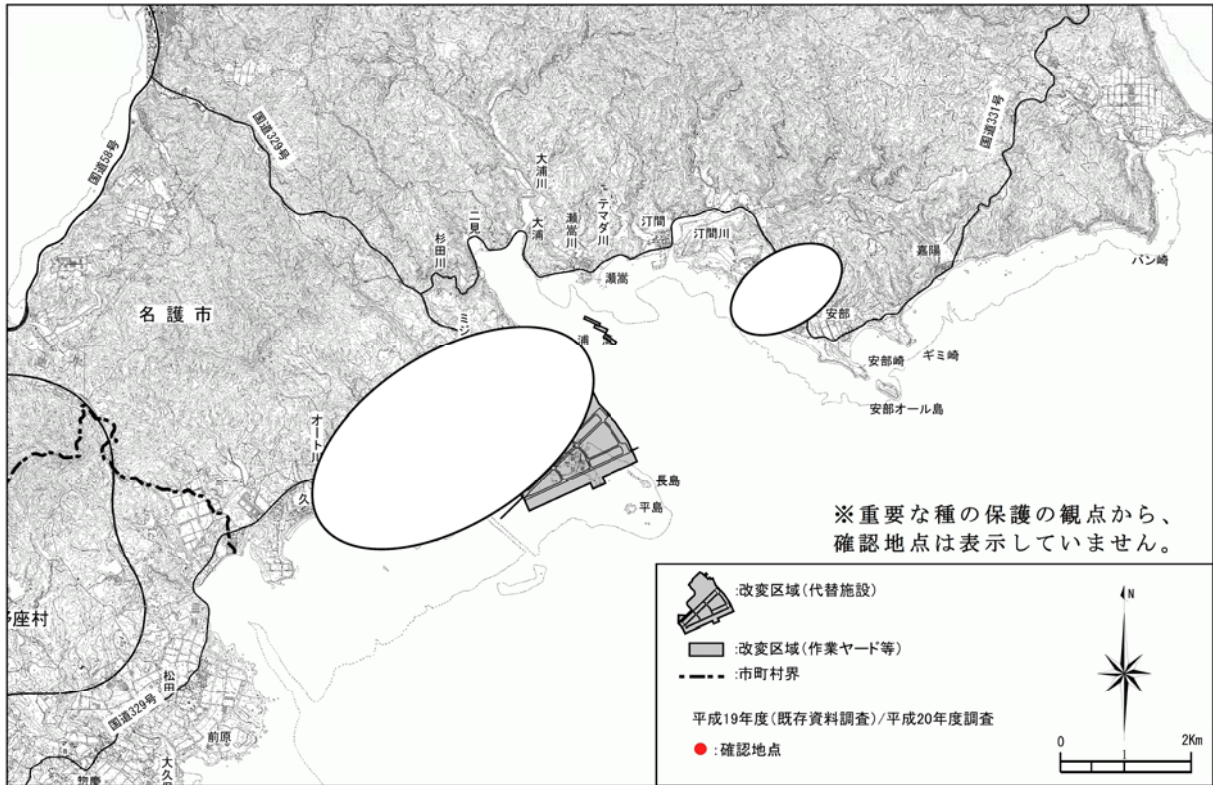 国道58号
国道329号
国道331号
大浦川
テマダ川
瀬嵩川
汀間
汀間川
二見
大浦
杉田川
瀬嵩
嘉陽
バン崎
名護市
ミジ
浦
安部
安部崎
ギミ崎
安部オール島
オート川
久
長島
平島
※重要な種の保護の観点から、
確認地点は表示していません。
:改変区域(代替施設)
:改変区域(作業ヤード等)
:市町村界
平成19年度(既存資料調査)/平成20年度調査
:確認地点
N
0 1 2Km
座村
松田
国道329号
前原
大久
惣慶